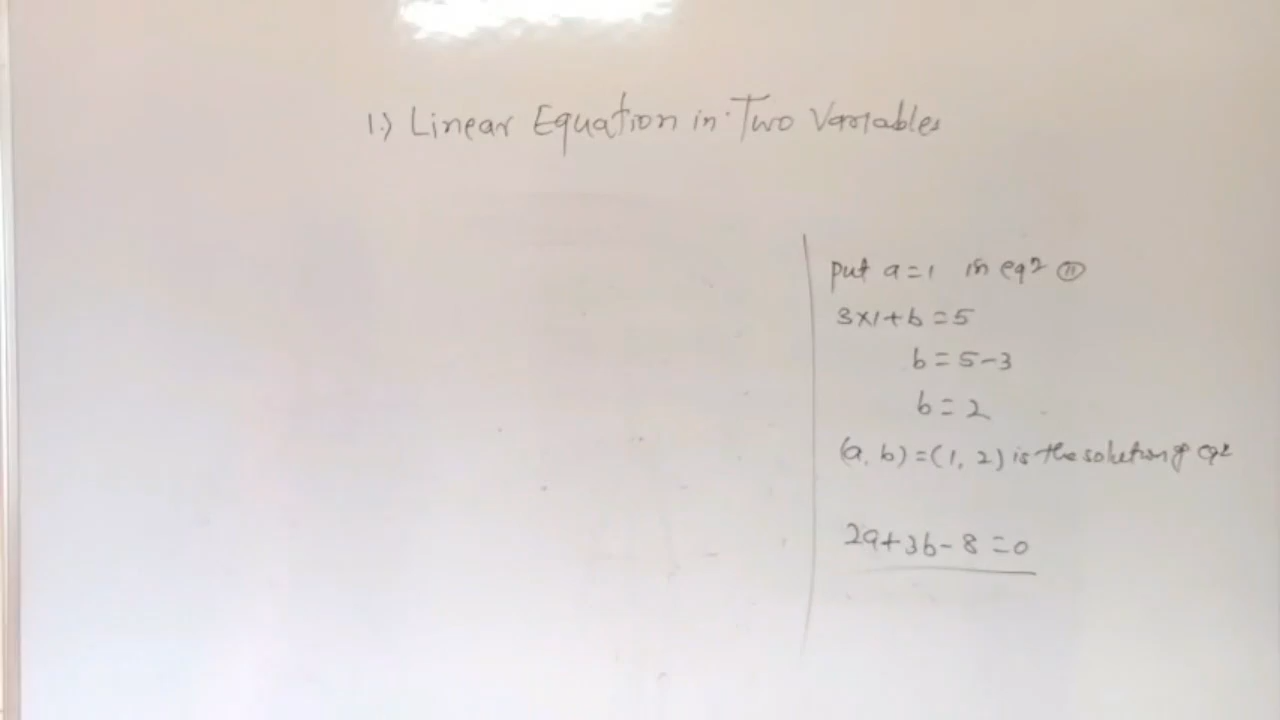 1.) Linear Equation in Two Variables
put a=1 in eqn (II)
3×1+b=5
b=5-3
b=2
(a, b)=(1, 2) is the solution of eqn
2a+3b-8=0